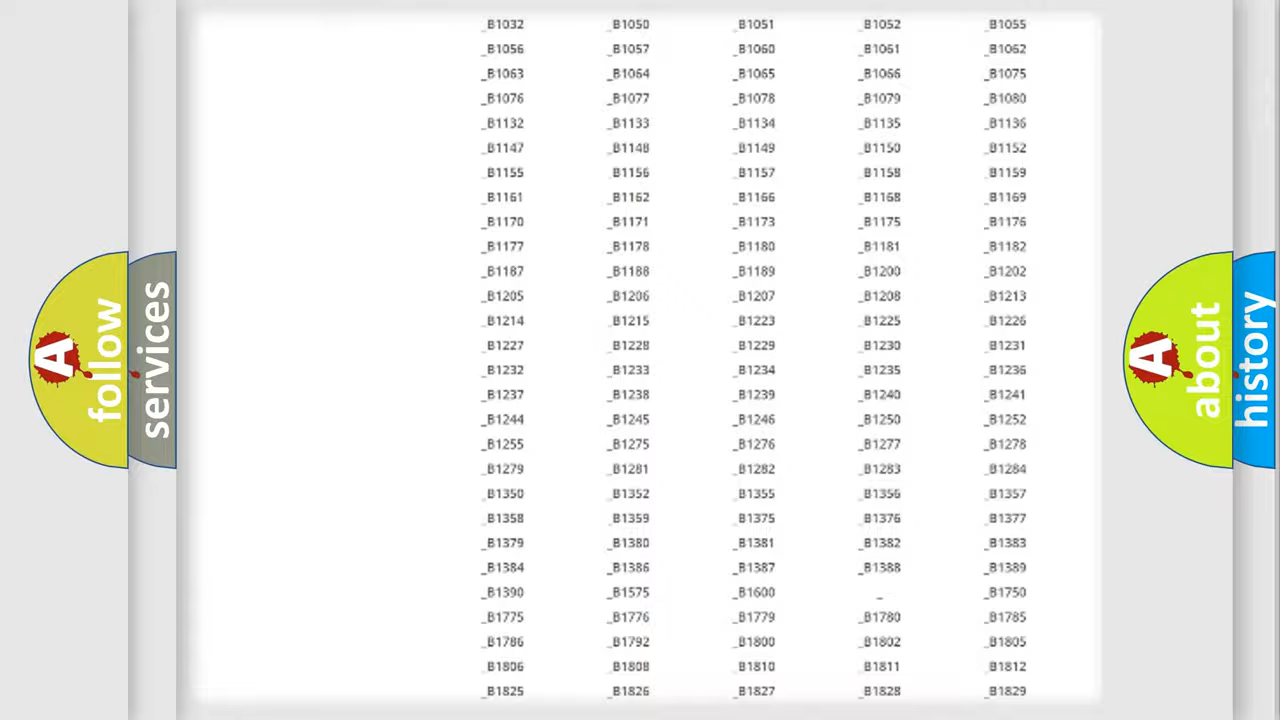 _B1032 _B1050 _B1051 _B1052 _B1055
_B1056 _B1057 _B1060 _B1061 _B1062
_B1063 _B1064 _B1065 _B1066 _B1075
_B1076 _B1077 _B1078 _B1079 _B1080
_B1132 _B1133 _B1134 _B1135 _B1136
_B1147 _B1148 _B1149 _B1150 _B1152
_B1155 _B1156 _B1157 _B1158 _B1159
_B1161 _B1162 _B1166 _B1168 _B1169
_B1170 _B1171 _B1173 _B1175 _B1176
_B1177 _B1178 _B1180 _B1181 _B1182
_B1187 _B1188 _B1189 _B1200 _B1202
_B1205 _B1206 _B1207 _B1208 _B1213
_B1214 _B1215 _B1223 _B1225 _B1226
_B1227 _B1228 _B1229 _B1230 _B1231
_B1232 _B1233 _B1234 _B1235 _B1236
_B1237 _B1238 _B1239 _B1240 _B1241
_B1244 _B1245 _B1246 _B1250 _B1252
_B1255 _B1275 _B1276 _B1277 _B1278
_B1279 _B1281 _B1282 _B1283 _B1284
_B1350 _B1352 _B1355 _B1356 _B1357
_B1358 _B1359 _B1375 _B1376 _B1377
_B1379 _B1380 _B1381 _B1382 _B1383
_B1384 _B1386 _B1387 _B1388 _B1389
_B1390 _B1575 _B1600 _ _B1750
_B1775 _B1776 _B1779 _B1780 _B1785
_B1786 _B1792 _B1800 _B1802 _B1805
_B1806 _B1808 _B1810 _B1811 _B1812
_B1825 _B1826 _B1827 _B1828 _B1829
A follow
services
A about
history